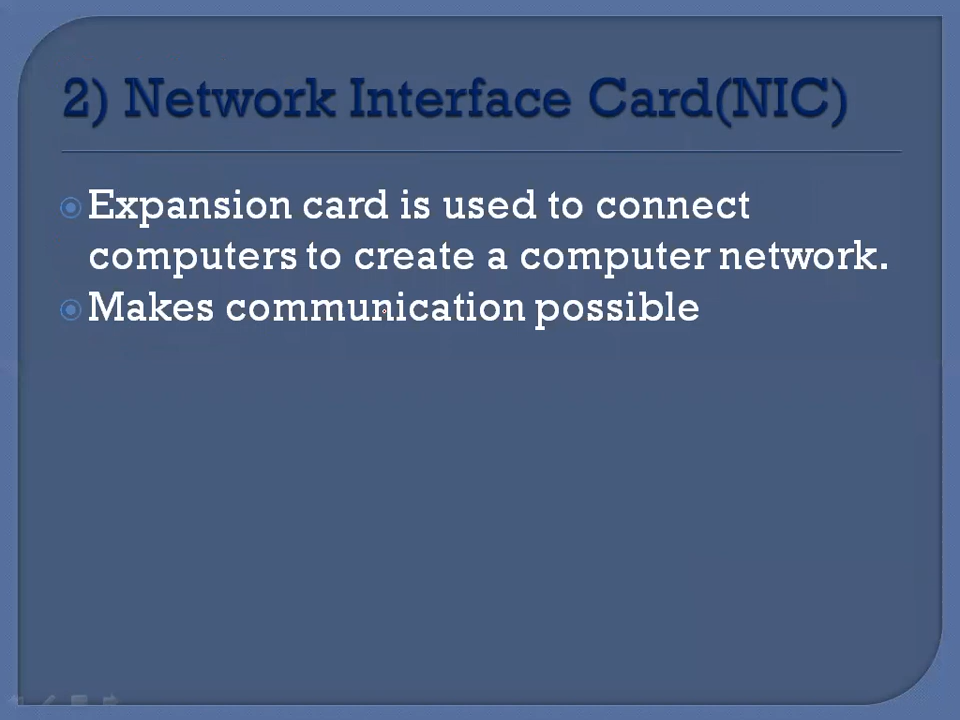 2) Network Interface Card(NIC)
Expansion card is used to connect
computers to create a computer network.
Makes communication possible